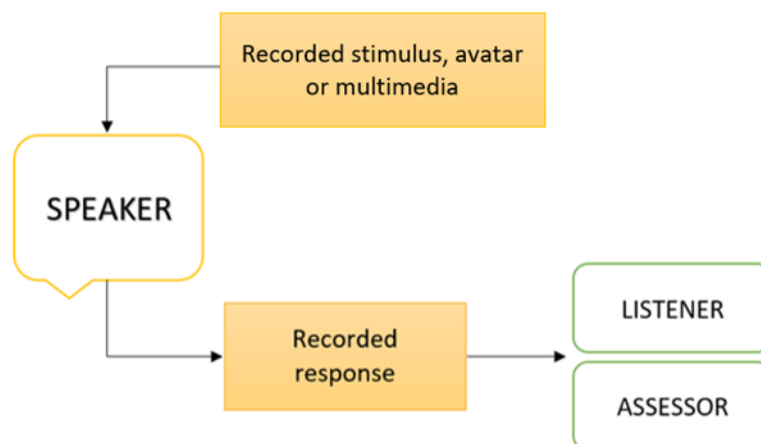 Recorded stimulus, avatar
or multimedia
SPEAKER
Recorded
response
LISTENER
ASSESSOR